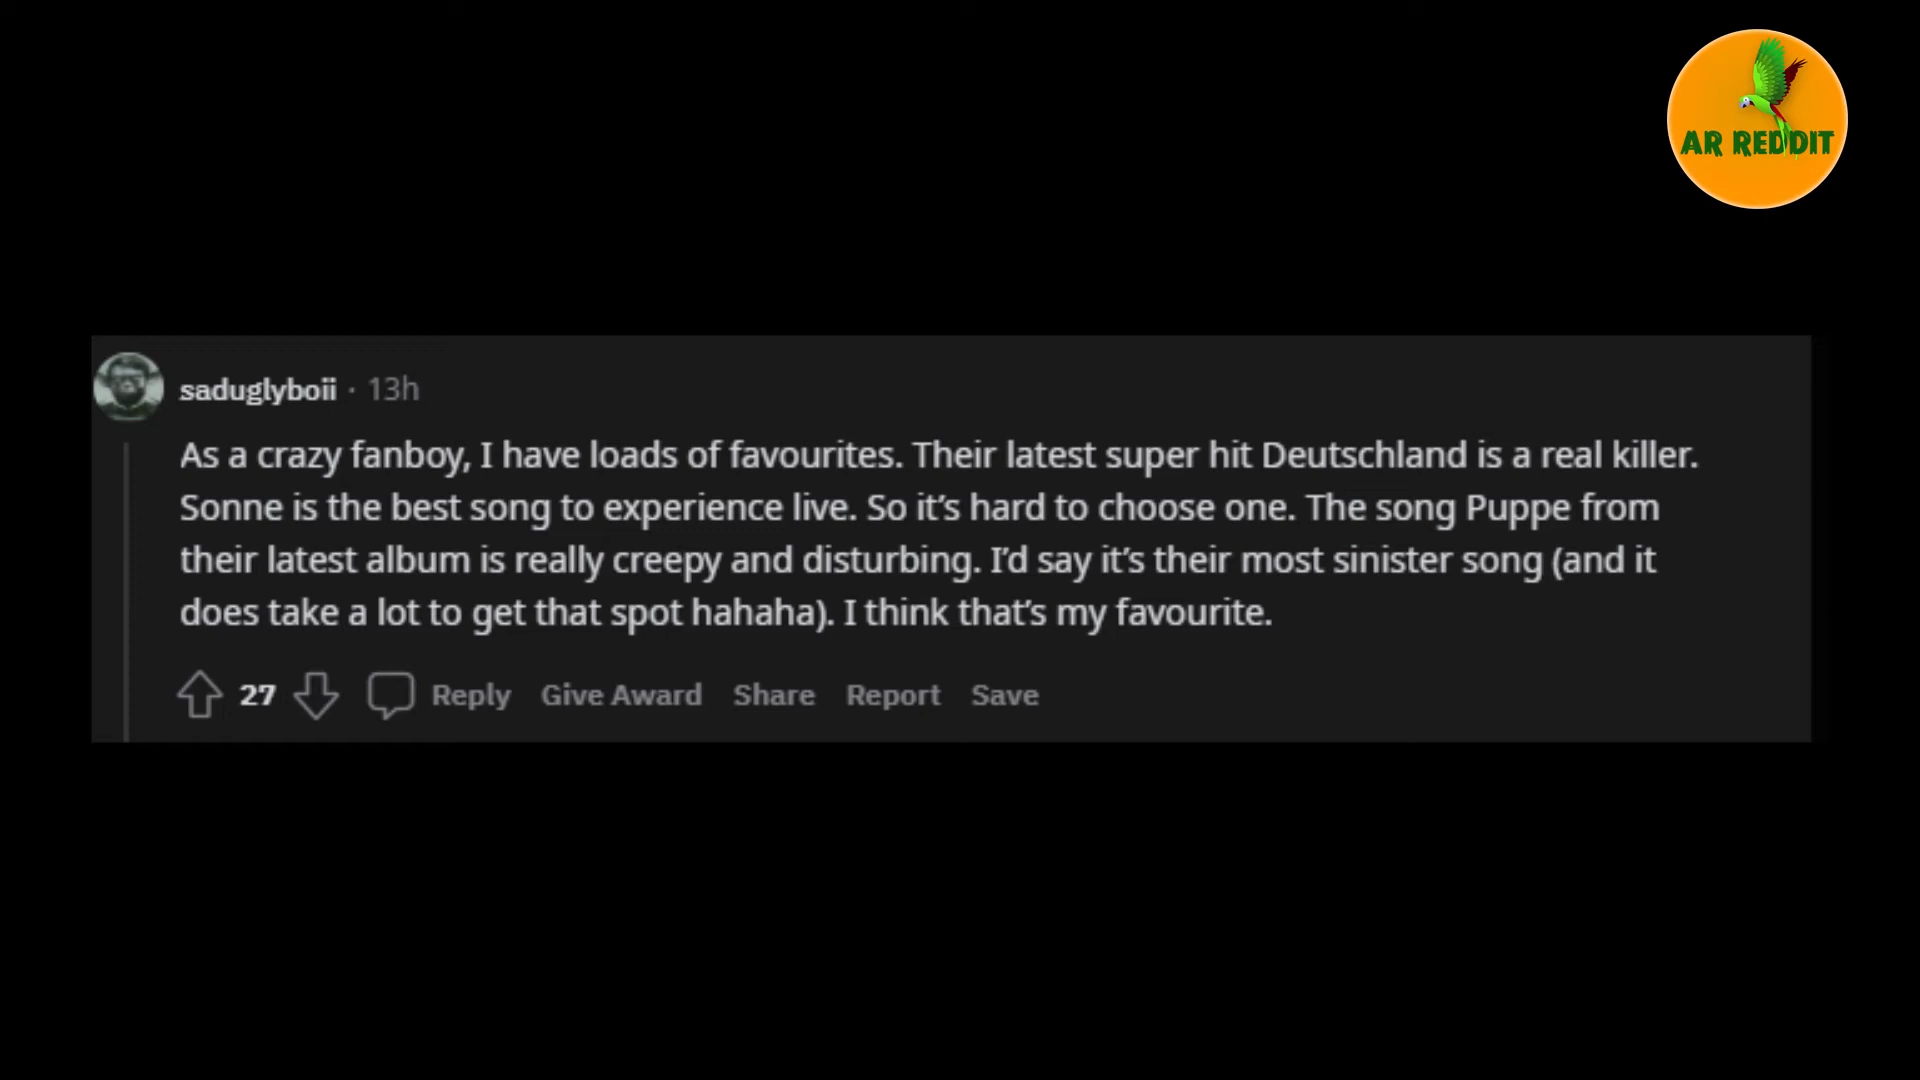 AR REDDIT
saduglyboii · 13h
As a crazy fanboy, I have loads of favourites. Their latest super hit Deutschland is a real killer.
Sonne is the best song to experience live. So it’s hard to choose one. The song Puppe from
their latest album is really creepy and disturbing. I’d say it’s their most sinister song (and it
does take a lot to get that spot hahaha). I think that’s my favourite.
27 Reply Give Award Share Report Save